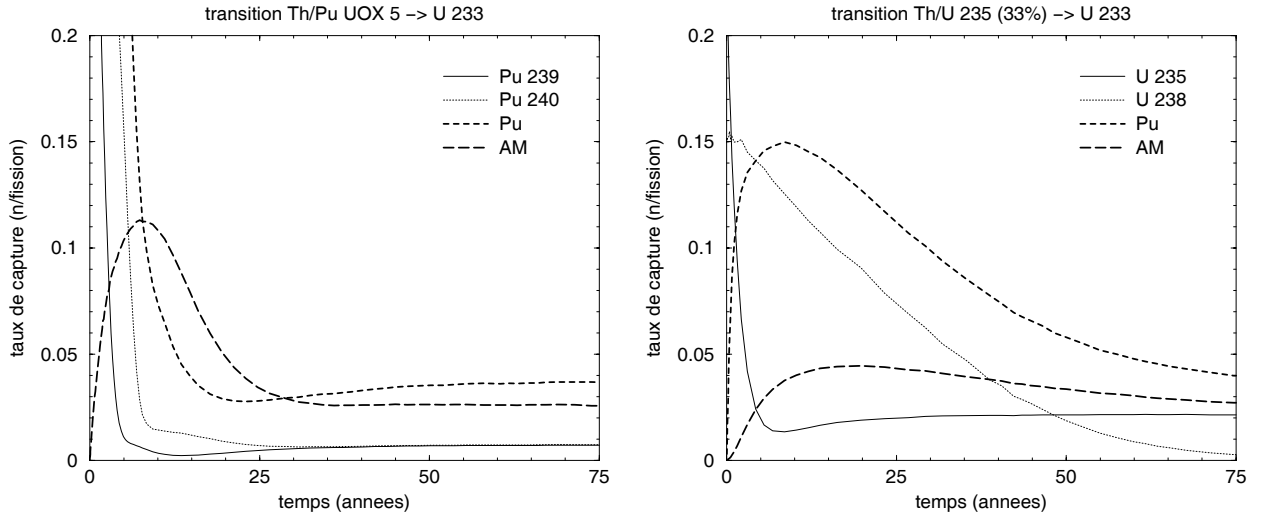 transition Th/Pu UOX 5 −> U 233
taux de capture (n/fission)
0.2
0.15
0.1
0.05
0
0
25
50
75
temps (annees)
Pu 239
Pu 240
Pu
AM
transition Th/U 235 (33%) −> U 233
taux de capture (n/fission)
0.2
0.15
0.1
0.05
0
0
25
50
75
temps (annees)
U 235
U 238
Pu
AM